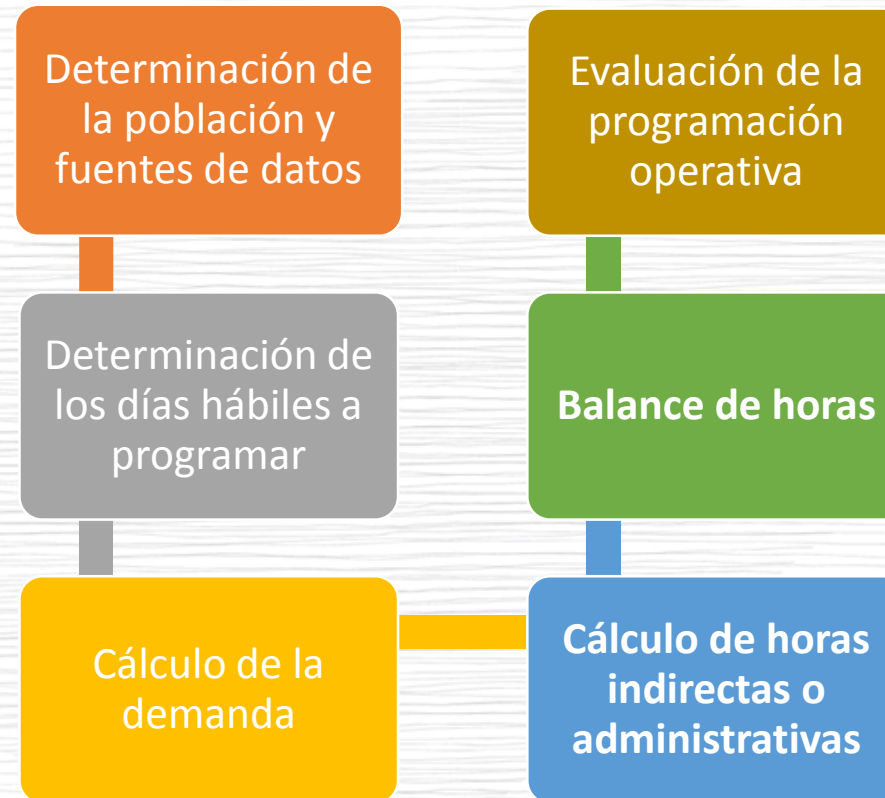 Determinación de
la población y
fuentes de datos
Determinación de
los días hábiles a
programar
Cálculo de la
demanda
Cálculo de horas
indirectas o
administrativas
Balance de horas
Evaluación de la
programación
operativa